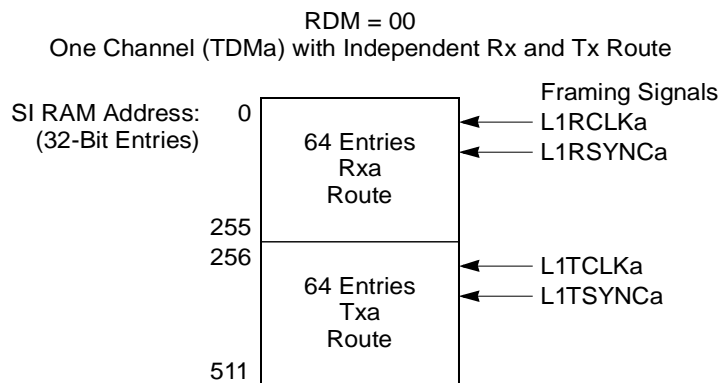 RDM = 00
One Channel (TDMa) with Independent Rx and Tx Route
SI RAM Address:
(32-Bit Entries)
0
64 Entries
Rxa
Route
255
Framing Signals
L1RCLKa
L1RSYNCa
256
64 Entries
Txa
Route
511
L1TCLKa
L1TSYNCa